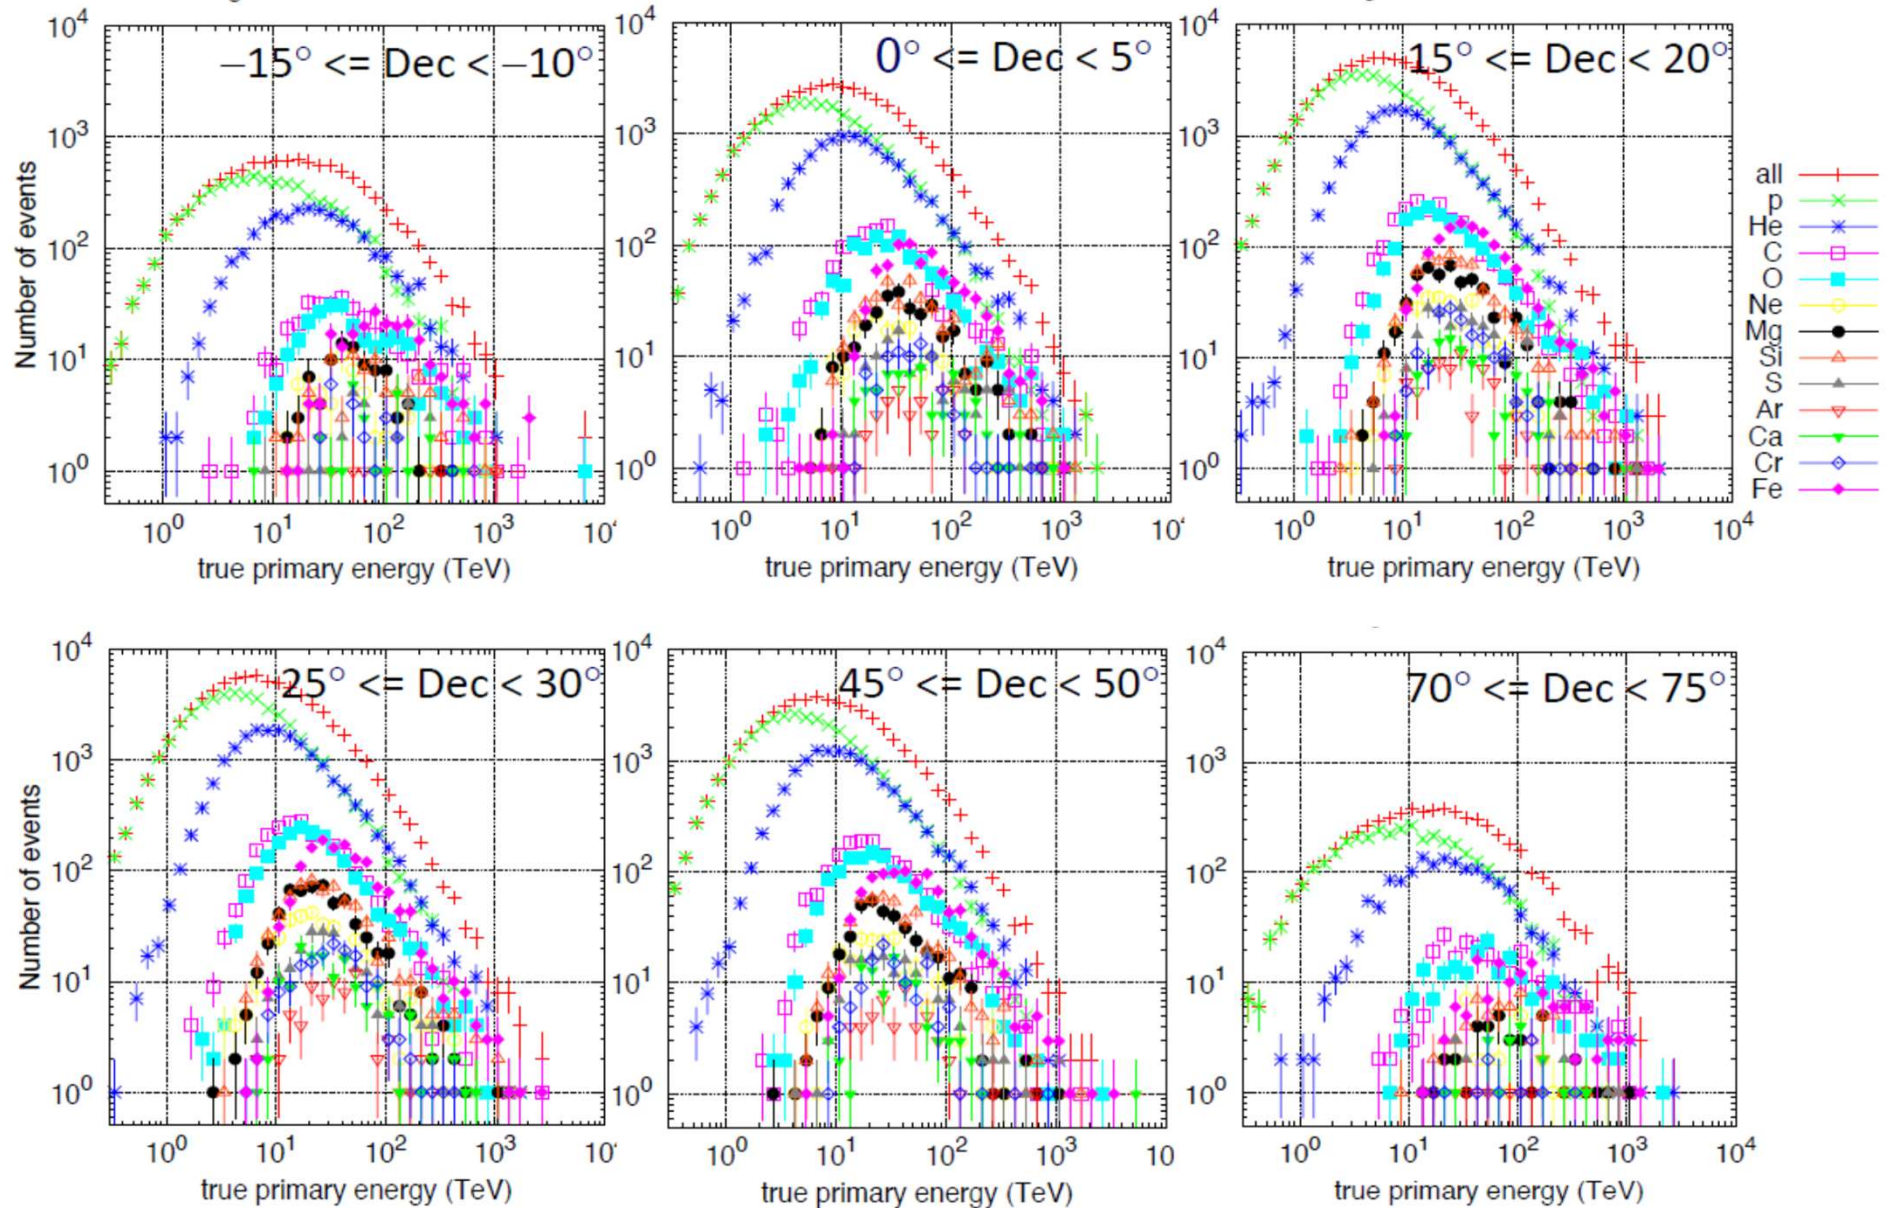 −15° <= Dec < −10°
0° <= Dec < 5°
15° <= Dec < 20°
10⁴
10³
10²
10¹
10⁰
Number of events
10⁰ 10¹ 10² 10³ 10
true primary energy (TeV)
10⁴
10³
10²
10¹
10⁰
10⁰ 10¹ 10² 10³ 10
true primary energy (TeV)
10⁴
10³
10²
10¹
10⁰
10⁰ 10¹ 10² 10³ 10⁴
true primary energy (TeV)
all
p
He
C
O
Ne
Mg
Si
S
Ar
Ca
Cr
Fe
25° <= Dec < 30°
45° <= Dec < 50°
70° <= Dec < 75°
10⁴
10³
10²
10¹
10⁰
Number of events
10⁰ 10¹ 10² 10³ 10
true primary energy (TeV)
10⁴
10³
10²
10¹
10⁰
10⁰ 10¹ 10² 10³ 10
true primary energy (TeV)
10⁴
10³
10²
10¹
10⁰
10⁰ 10¹ 10² 10³ 10⁴
true primary energy (TeV)